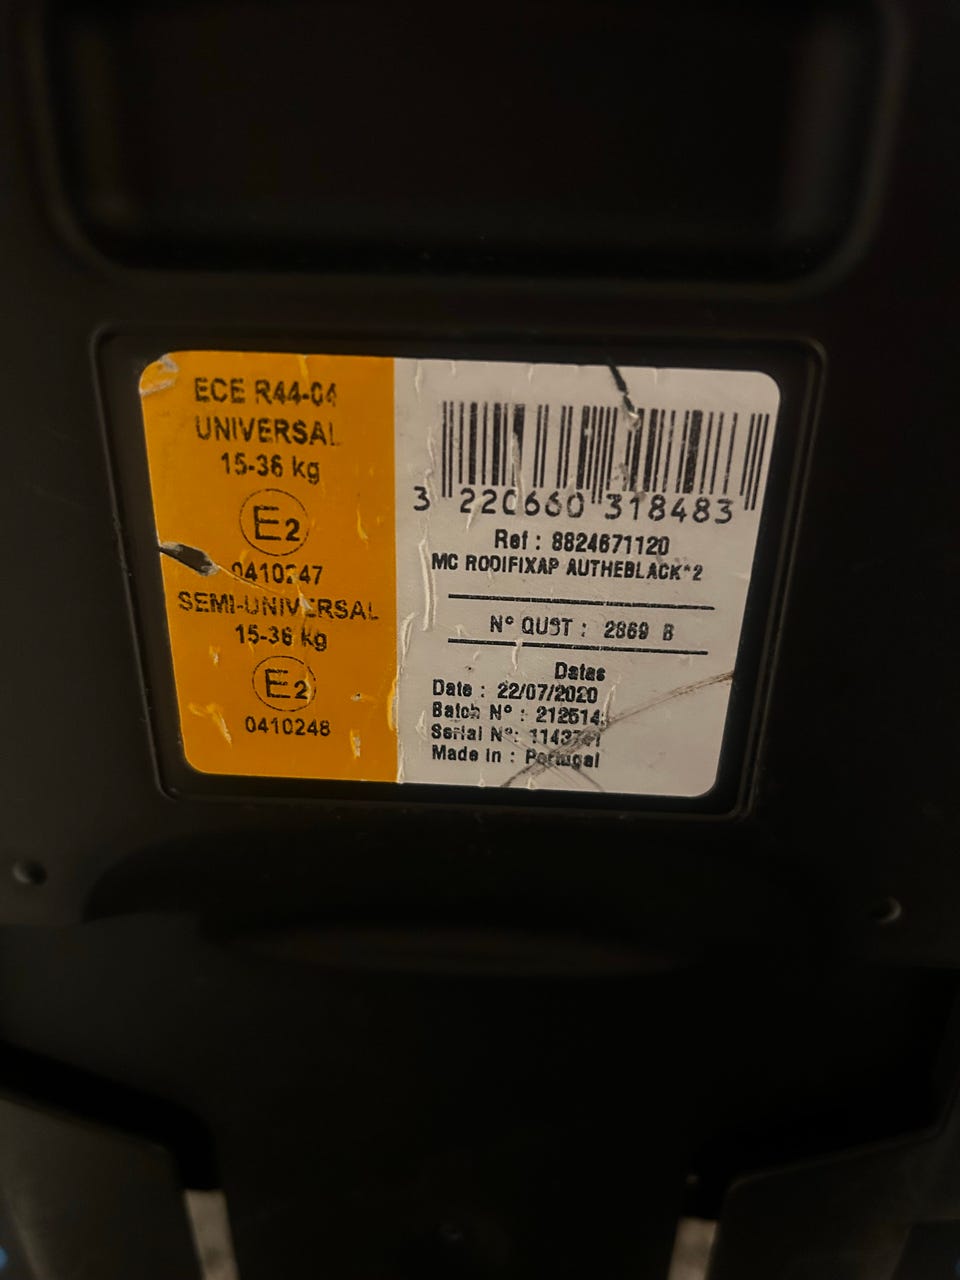 ECE R44-04
UNIVERSAL
15-36 kg
E2
0410247
SEMI-UNIVERSAL
15-36 kg
E2
0410248
3 220660 318483
Ref : 8824671120
MC RODIFIXAP AUTHEBLACK*2
N° QUST : 2869 B
Datas
Date : 22/07/2020
Batch N° : 212514
Serial N°:
Made in : Portugal